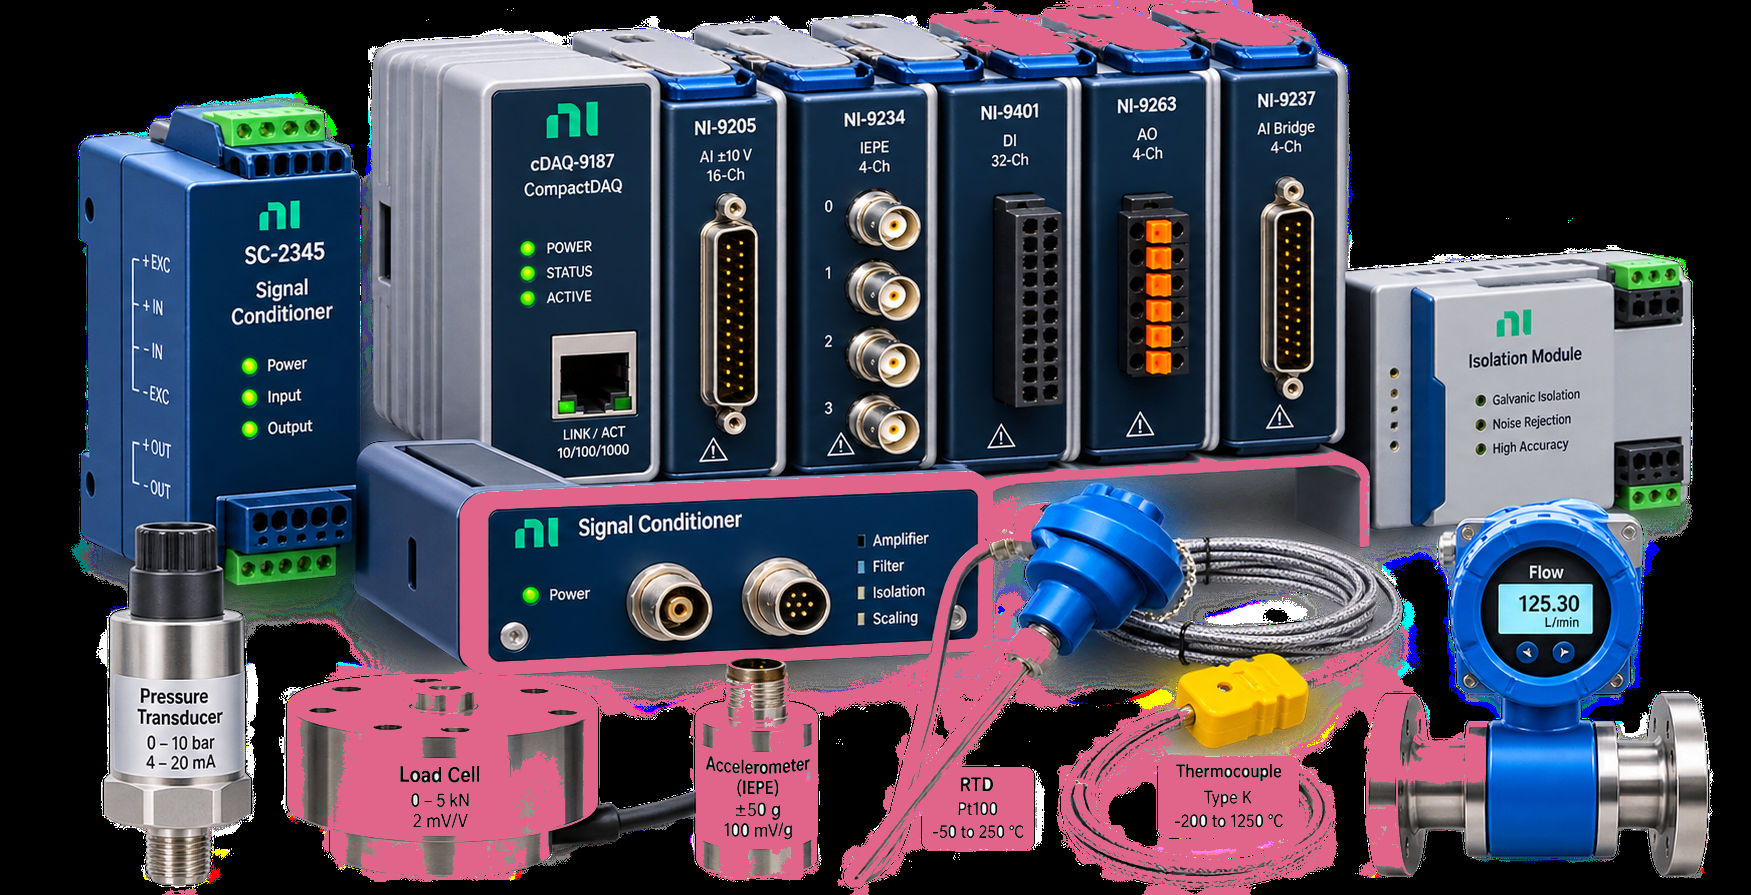 NI
SC-2345
Signal
Conditioner
+ EXC
+ IN
- IN
- EXC
+ OUT
- OUT
Power
Input
Output
NI
cDAQ-9187
CompactDAQ
POWER
STATUS
ACTIVE
LINK / ACT
10/100/1000
NI-9205
AI ±10 V
16-Ch
NI-9234
IEPE
4-Ch
0
1
2
3
NI-9401
DI
32-Ch
NI-9263
AO
4-Ch
NI-9237
AI Bridge
4-Ch
NI
Isolation Module
Galvanic Isolation
Noise Rejection
High Accuracy
NI
Signal Conditioner
Power
Amplifier
Filter
Isolation
Scaling
Flow
125.30
L/min
Pressure
Transducer
0 – 10 bar
4 – 20 mA
Load Cell
0 – 5 kN
2 mV/V
Accelerometer
(IEPE)
±50 g
100 mV/g
RTD
Pt100
-50 to 250 °C
Thermocouple
Type K
-200 to 1250 °C